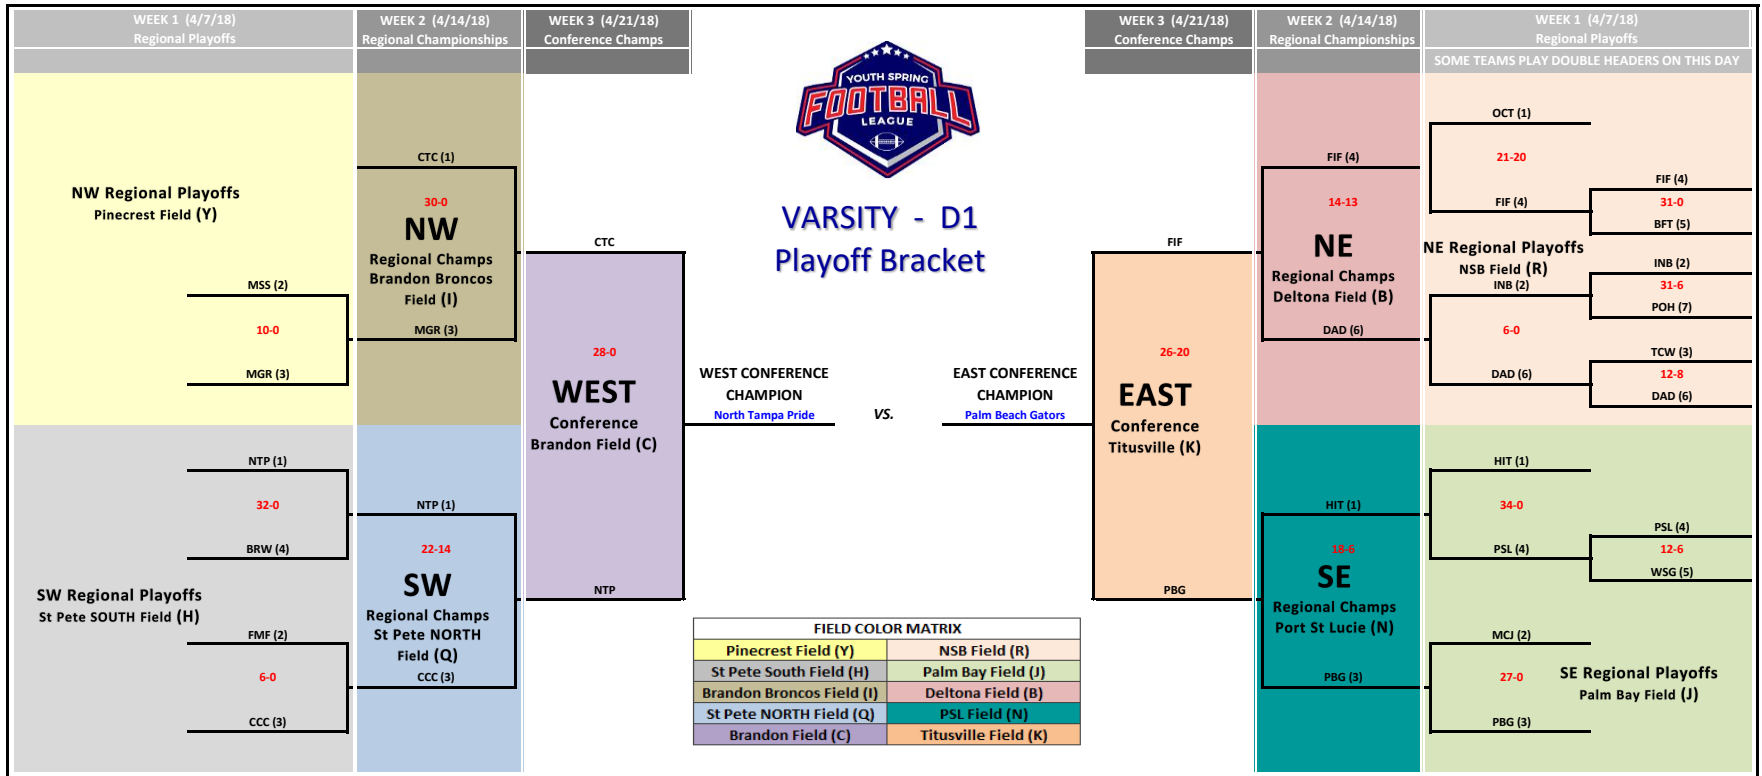 WEEK 1 (4/7/18)
Regional Playoffs
WEEK 2 (4/14/18)
Regional Championships
WEEK 3 (4/21/18)
Conference Champs
WEEK 3 (4/21/18)
Conference Champs
WEEK 2 (4/14/18)
Regional Championships
WEEK 1 (4/7/18)
Regional Playoffs
SOME TEAMS PLAY DOUBLE HEADERS ON THIS DAY
NW Regional Playoffs
Pinecrest Field (Y)
MSS (2)
10-0
MGR (3)
NTP (1)
32-0
BRW (4)
SW Regional Playoffs
St Pete SOUTH Field (H)
FMF (2)
6-0
CCC (3)
CTC (1)
30-0
NW
Regional Champs
Brandon Broncos
Field (I)
MGR (3)
NTP (1)
22-14
SW
Regional Champs
St Pete NORTH
Field (Q)
CCC (3)
CTC
28-0
WEST
Conference
Brandon Field (C)
NTP
YOUTH SPRING
FOOTBALL
LEAGUE
VARSITY - D1
Playoff Bracket
WEST CONFERENCE
CHAMPION
North Tampa Pride
VS.
EAST CONFERENCE
CHAMPION
Palm Beach Gators
FIELD COLOR MATRIX
Pinecrest Field (Y)
NSB Field (R)
St Pete South Field (H)
Palm Bay Field (J)
Brandon Broncos Field (I)
Deltona Field (B)
St Pete NORTH Field (Q)
PSL Field (N)
Brandon Field (C)
Titusville Field (K)
FIF
26-20
EAST
Conference
Titusville (K)
PBG
FIF (4)
14-13
NE
Regional Champs
Deltona Field (B)
DAD (6)
HIT (1)
18-6
SE
Regional Champs
Port St Lucie (N)
PBG (3)
OCT (1)
21-20
FIF (4)
FIF (4)
31-0
BFT (5)
NE Regional Playoffs
NSB Field (R)
INB (2)
6-0
DAD (6)
INB (2)
31-6
POH (7)
TCW (3)
12-8
DAD (6)
HIT (1)
34-0
PSL (4)
PSL (4)
12-6
WSG (5)
MCJ (2)
27-0
PBG (3)
SE Regional Playoffs
Palm Bay Field (J)